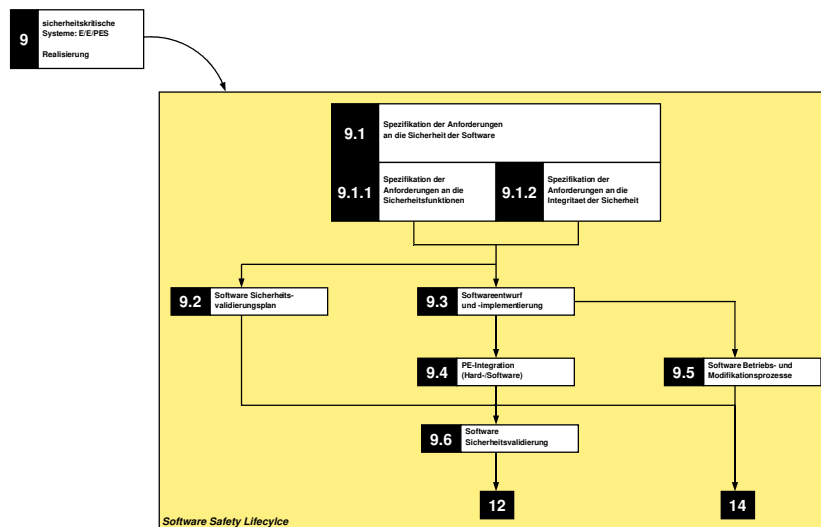 9
sicherheitskritische
Systeme: E/E/PES
Realisierung
9.1
Spezifikation der Anforderungen
an die Sicherheit der Software
9.1.1
Spezifikation der
Anforderungen an die
Sicherheitsfunktionen
9.1.2
Spezifikation der
Anforderungen an die
Integritaet der Sicherheit
9.2
Software Sicherheits-
validierungsplan
9.3
Softwareentwurf
und -implementierung
9.4
PE-Integration
(Hard-/Software)
9.5
Software Betriebs- und
Modifikationsprozesse
9.6
Software
Sicherheitsvalidierung
12
14
Software Safety Lifecylce